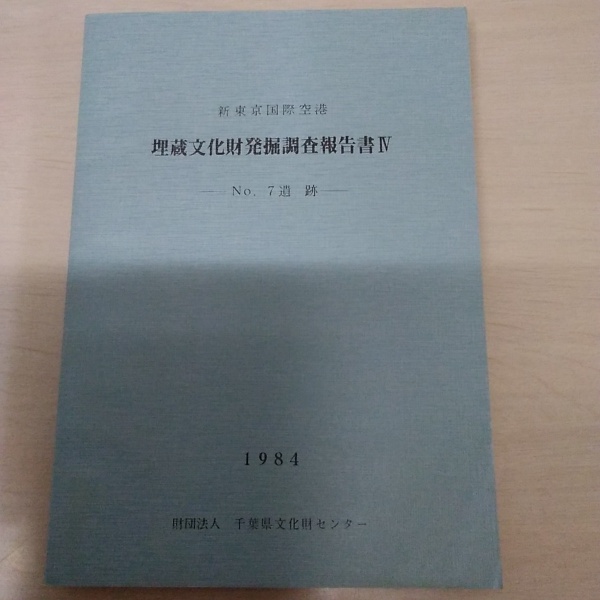 新東京国際空港
埋蔵文化財発掘調査報告書Ⅳ
――No. 7遺 跡――
1984
財団法人 千葉県文化財センター